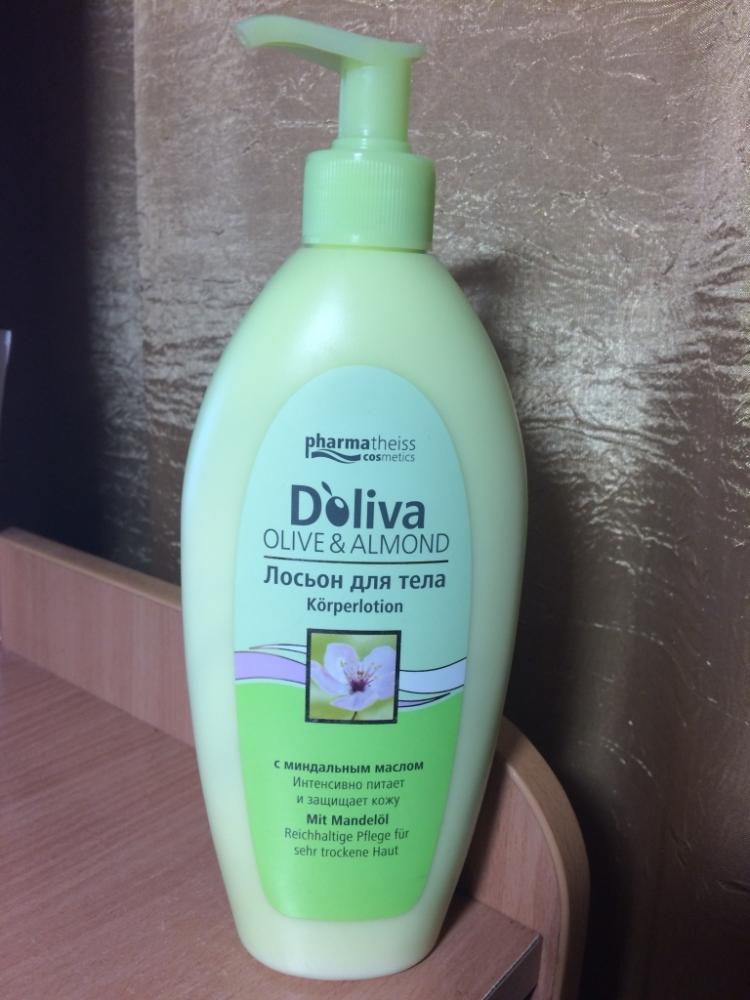 pharmatheiss
cosmetics
D'oliva
OLIVE & ALMOND
Лосьон для тела
Körperlotion
с миндальным маслом
Интенсивно питает
и защищает кожу
Mit Mandelöl
Reichhaltige Pflege für
sehr trockene Haut